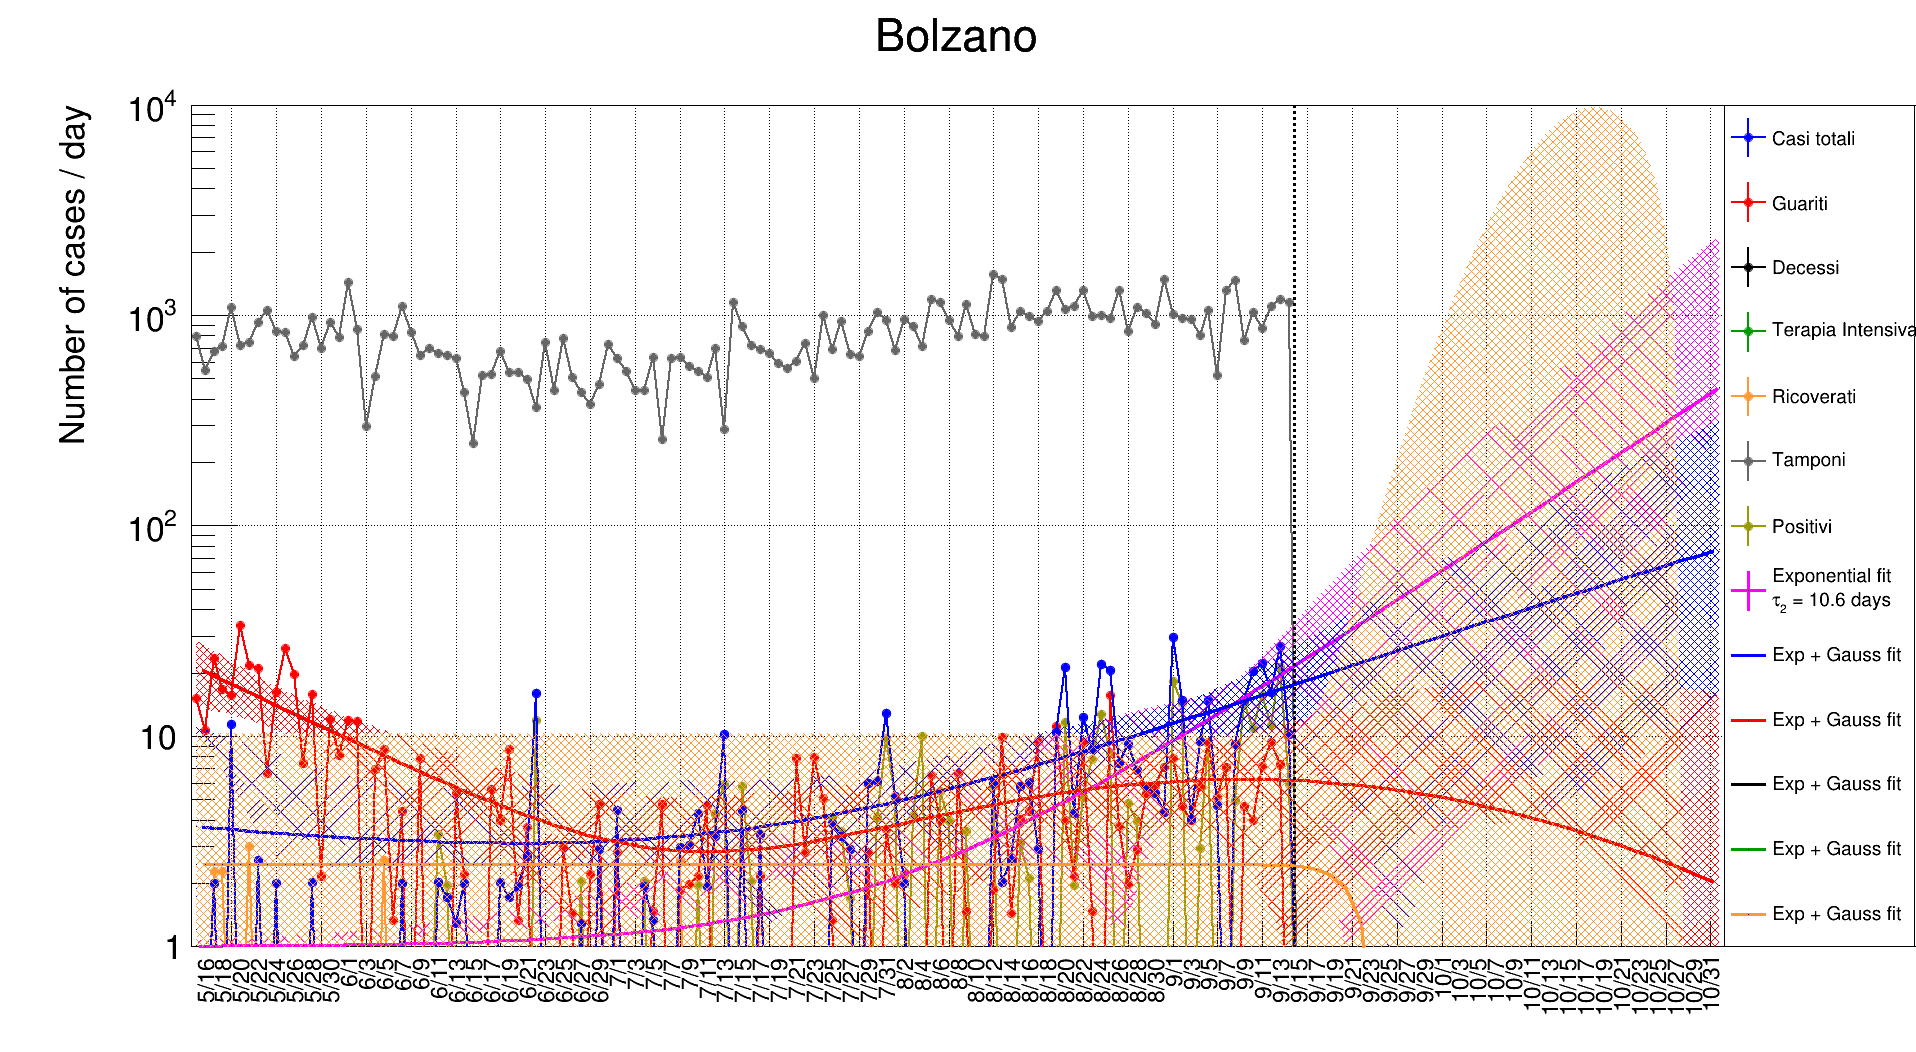 Bolzano
Number of cases / day
10^4
10^3
10^2
10
1
5/16 5/18 5/20 5/22 5/24 5/26 5/28 5/30 6/1 6/3 6/5 6/7 6/9 6/11 6/13 6/15 6/17 6/19 6/21 6/23 6/25 6/27 6/29 7/1 7/3 7/5 7/7 7/9 7/11 7/13 7/15 7/17 7/19 7/21 7/23 7/25 7/27 7/29 7/31 8/2 8/4 8/6 8/8 8/10 8/12 8/14 8/16 8/18 8/20 8/22 8/24 8/26 8/28 8/30 9/1 9/3 9/5 9/7 9/9 9/11 9/13 9/15 9/17 9/19 9/21 9/23 9/25 9/27 9/29 10/1 10/3 10/5 10/7 10/9 10/11 10/13 10/15 10/17 10/19 10/21 10/23 10/25 10/27 10/29 10/31
Casi totali
Guariti
Decessi
Terapia Intensiva
Ricoverati
Tamponi
Positivi
Exponential fit
τ₂ = 10.6 days
Exp + Gauss fit
Exp + Gauss fit
Exp + Gauss fit
Exp + Gauss fit
Exp + Gauss fit